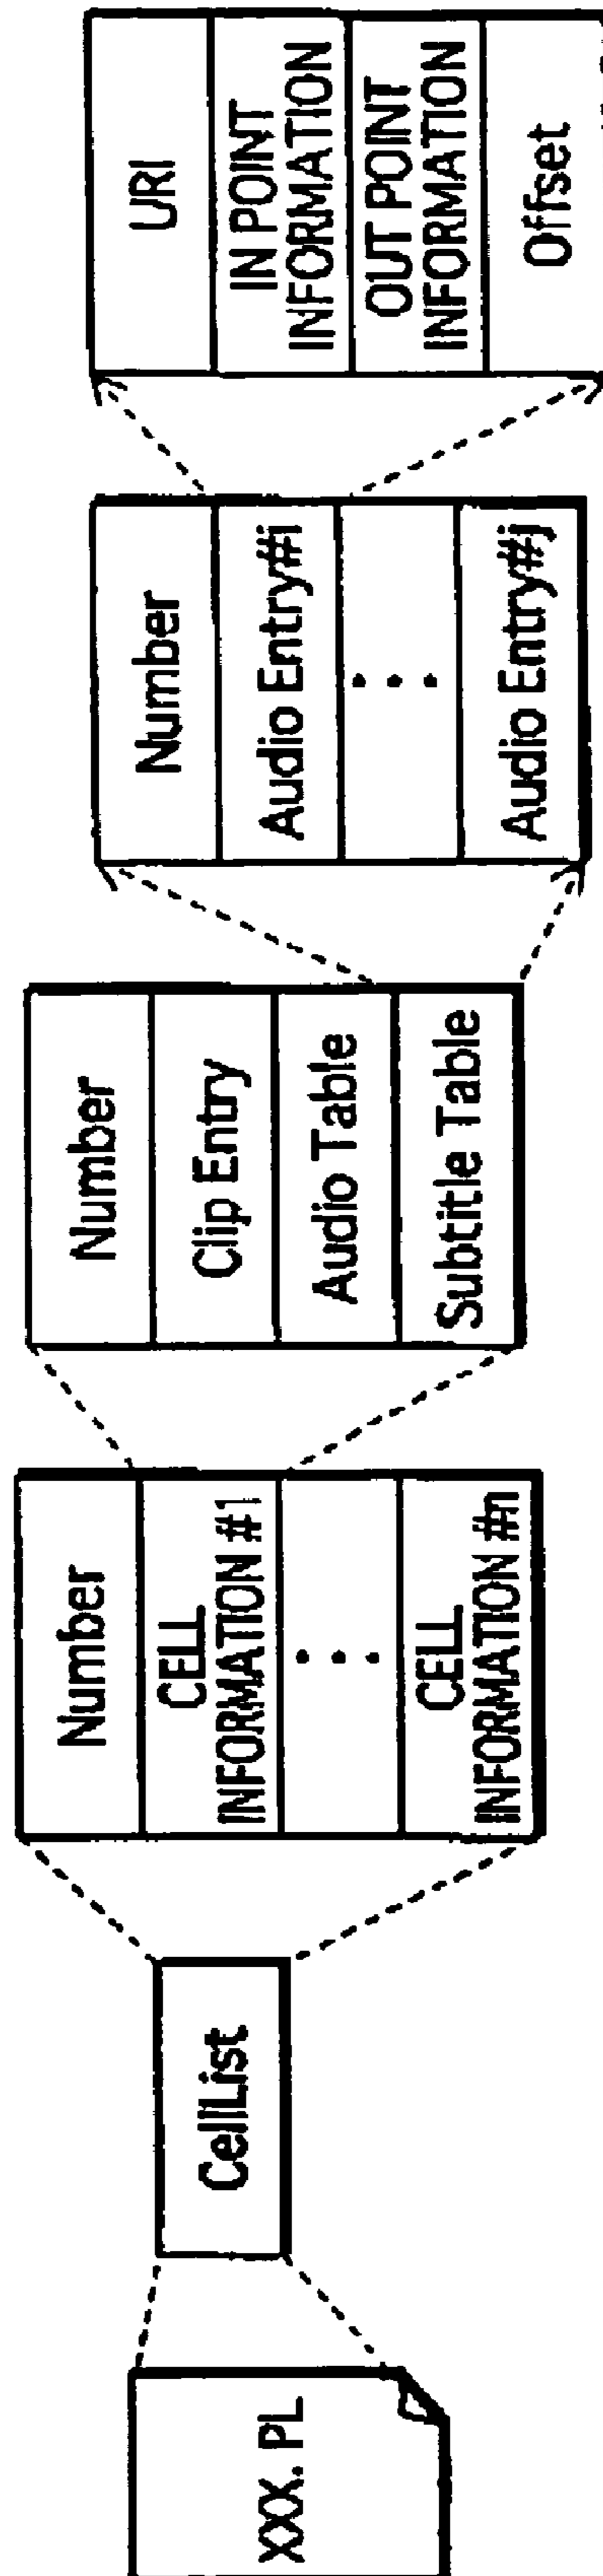 XXX. PL
CellList
Number
CELL
INFORMATION #1
...
CELL
INFORMATION #n
Number
Clip Entry
Audio Table
Subtitle Table
Number
Audio Entry#i
...
Audio Entry#j
URI
IN POINT
INFORMATION
OUT POINT
INFORMATION
Offset